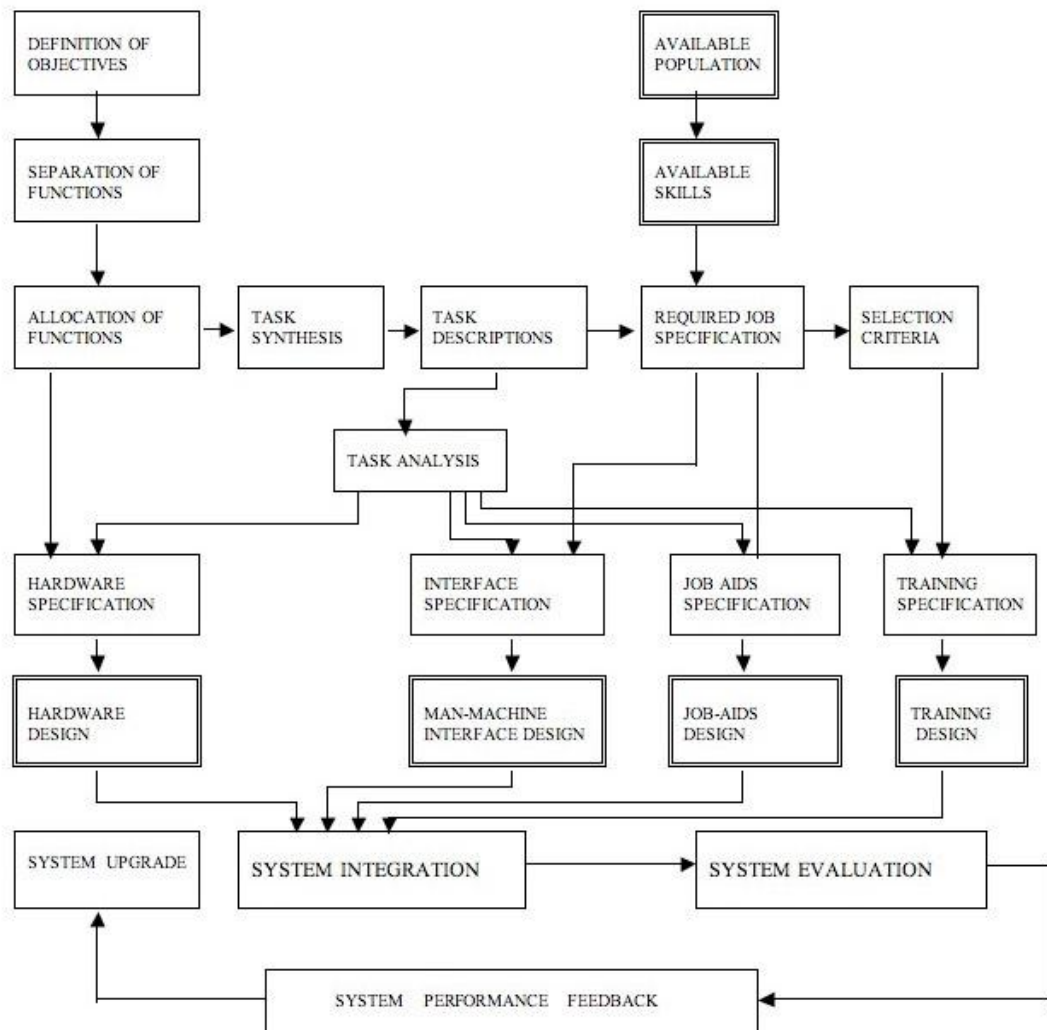 DEFINITION OF
OBJECTIVES
AVAILABLE
POPULATION
SEPARATION OF
FUNCTIONS
AVAILABLE
SKILLS
ALLOCATION OF
FUNCTIONS
TASK
SYNTHESIS
TASK
DESCRIPTIONS
REQUIRED JOB
SPECIFICATION
SELECTION
CRITERIA
TASK ANALYSIS
HARDWARE
SPECIFICATION
INTERFACE
SPECIFICATION
JOB AIDS
SPECIFICATION
TRAINING
SPECIFICATION
HARDWARE
DESIGN
MAN-MACHINE
INTERFACE DESIGN
JOB-AIDS
DESIGN
TRAINING
DESIGN
SYSTEM UPGRADE
SYSTEM INTEGRATION
SYSTEM EVALUATION
SYSTEM PERFORMANCE FEEDBACK